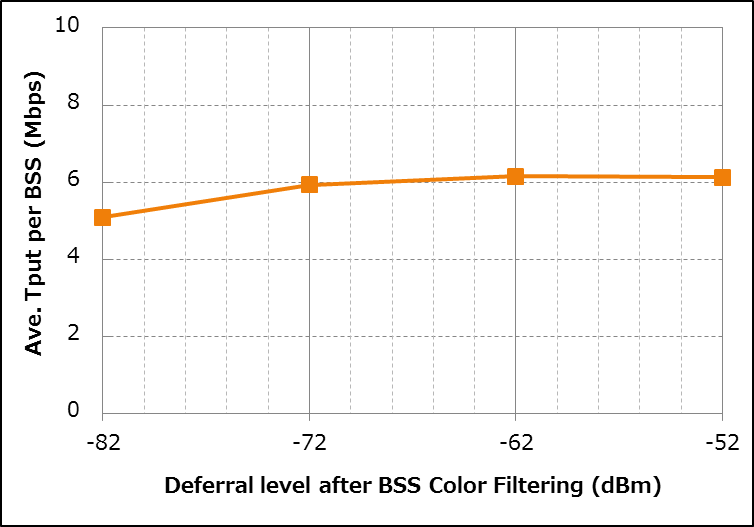 10
8
6
4
2
0
Ave. Tput per BSS (Mbps)
-82 -72 -62 -52
Deferral level after BSS Color Filtering (dBm)